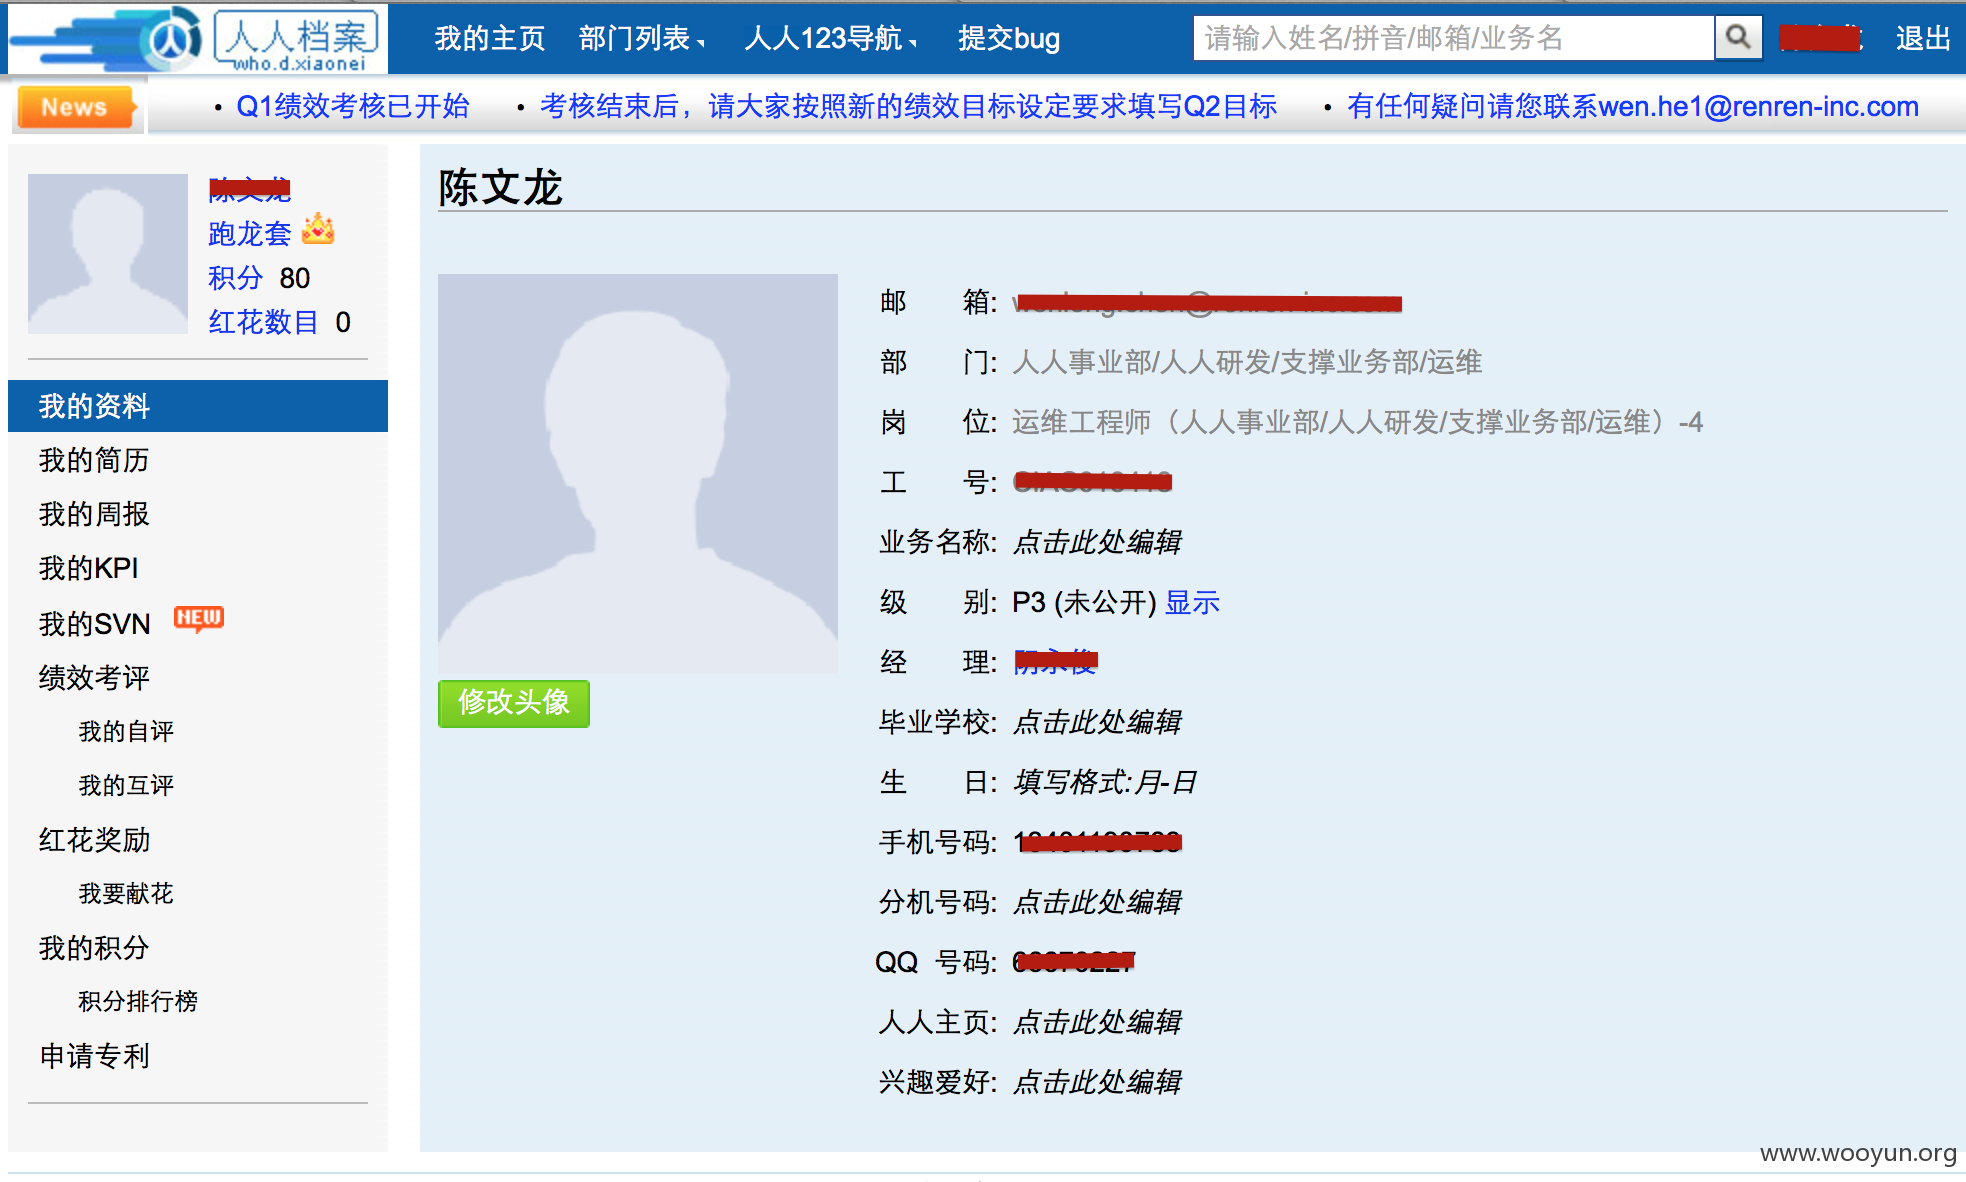 人人档案
who.d.xiaonei
我的主页 部门列表 人人123导航 提交bug 请输入姓名/拼音/邮箱/业务名 退出
News • Q1绩效考核已开始 • 考核结束后，请大家按照新的绩效目标设定要求填写Q2目标 • 有任何疑问请您联系wen.he1@renren-inc.com
跑龙套
积分 80
红花数目 0
我的资料
我的简历
我的周报
我的KPI
我的SVN NEW
绩效考评
我的自评
我的互评
红花奖励
我要献花
我的积分
积分排行榜
申请专利
陈文龙
修改头像
邮 箱:
部 门: 人人事业部/人人研发/支撑业务部/运维
岗 位: 运维工程师（人人事业部/人人研发/支撑业务部/运维）-4
工 号:
业务名称: 点击此处编辑
级 别: P3 (未公开) 显示
经 理:
毕业学校: 点击此处编辑
生 日: 填写格式:月-日
手机号码:
分机号码: 点击此处编辑
QQ 号码:
人人主页: 点击此处编辑
兴趣爱好: 点击此处编辑
www.wooyun.org